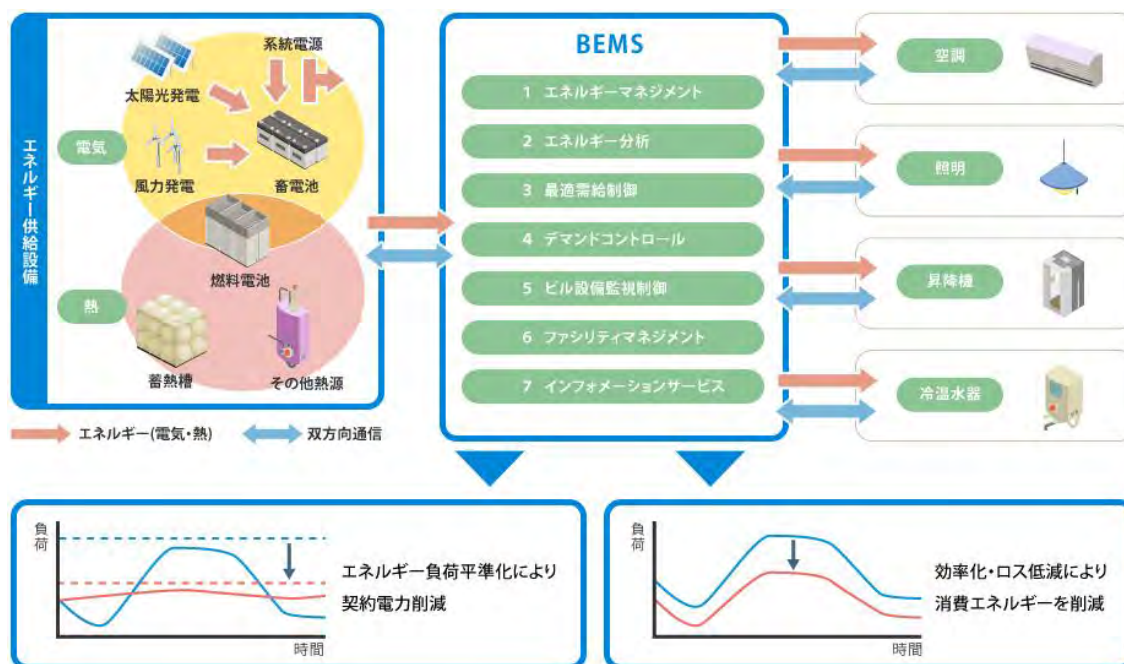 エネルギー供給設備
電気
太陽光発電
系統電源
風力発電
蓄電池
燃料電池
熱
蓄熱槽
その他熱源
エネルギー(電気・熱)
双方向通信
BEMS
1 エネルギーマネジメント
2 エネルギー分析
3 最適需給制御
4 デマンドコントロール
5 ビル設備監視制御
6 ファシリティマネジメント
7 インフォメーションサービス
空調
照明
昇降機
冷温水器
負荷
時間
エネルギー負荷平準化により
契約電力削減
負荷
時間
効率化・ロス低減により
消費エネルギーを削減